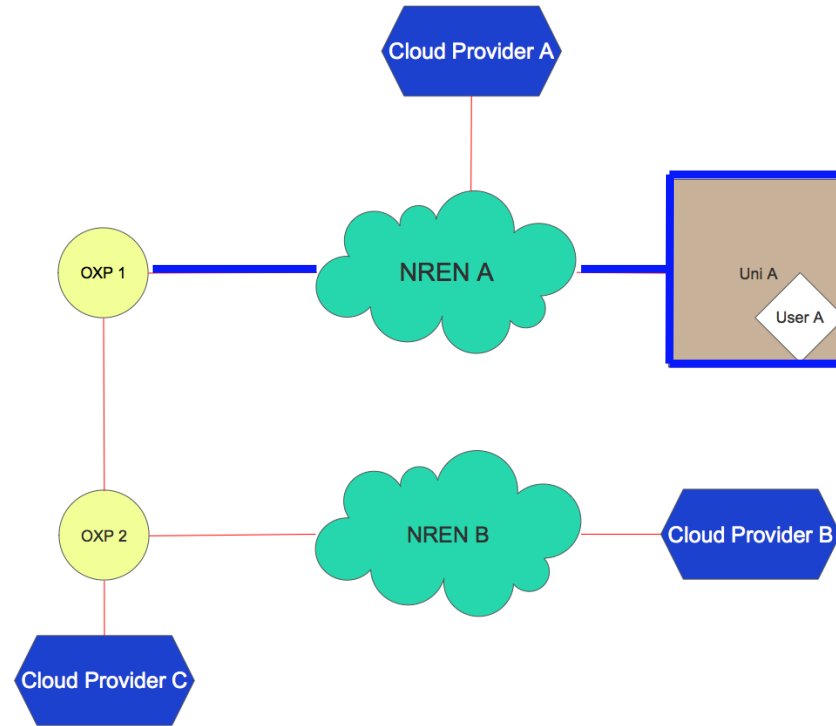 Cloud Provider A
OXP 1
NREN A
Uni A
User A
OXP 2
NREN B
Cloud Provider B
Cloud Provider C